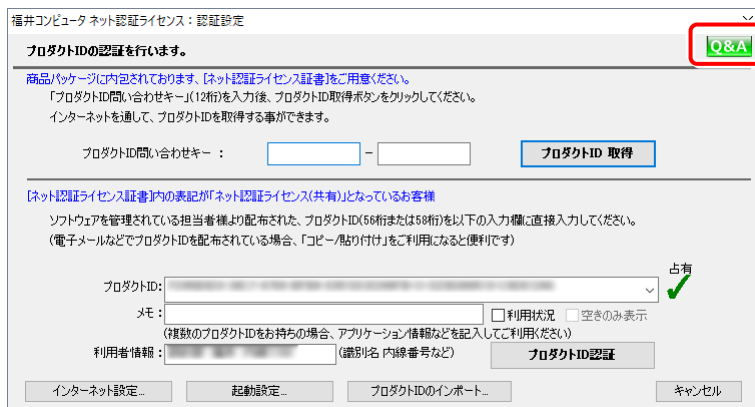 福井コンピュータ ネット認証ライセンス：認証設定
プロダクトIDの認証を行います。
Q&A
商品パッケージに内包されております、[ネット認証ライセンス証書]をご用意ください。
「プロダクトID問い合わせキー」(12桁)を入力後、プロダクトID取得ボタンをクリックしてください。
インターネットを通して、プロダクトIDを取得する事ができます。
プロダクトID問い合わせキー ： － プロダクトID 取得
[ネット認証ライセンス証書]内の表記が「ネット認証ライセンス(共有)」となっているお客様
ソフトウェアを管理されている担当者様より配布された、プロダクトID(56桁または58桁)を以下の入力欄に直接入力してください。
(電子メールなどでプロダクトIDを配布されている場合、「コピー/貼り付け」をご利用になると便利です)
占有
プロダクトID:
メモ： 利用状況 空きのみ表示
(複数のプロダクトIDをお持ちの場合、アプリケーション情報などを記入してご利用ください)
利用者情報： (識別名 内線番号など) プロダクトID認証
インターネット設定... 起動設定... プロダクトIDのインポート... キャンセル